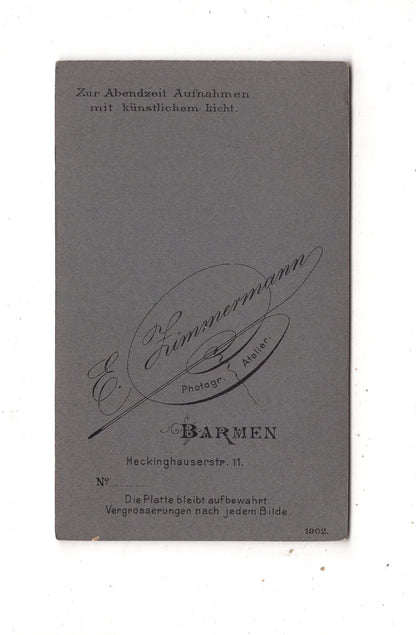 Zur Abendzeit Aufnahmen
mit künstlichem Licht.
E. Zimmermann
Photogr. Atelier.
BARMEN
Heckinghauserstr. 11.
Nº ............
Die Platte bleibt aufbewahrt.
Vergrösserungen nach jedem Bilde.
1902.